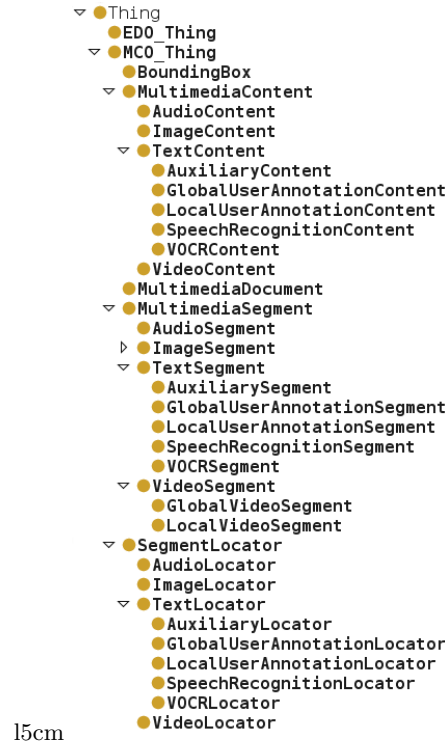 Thing
EDO_Thing
MCO_Thing
BoundingBox
MultimediaContent
AudioContent
ImageContent
TextContent
AuxiliaryContent
GlobalUserAnnotationContent
LocalUserAnnotationContent
SpeechRecognitionContent
VOCRContent
VideoContent
MultimediaDocument
MultimediaSegment
AudioSegment
ImageSegment
TextSegment
AuxiliarySegment
GlobalUserAnnotationSegment
LocalUserAnnotationSegment
SpeechRecognitionSegment
VOCRSegment
VideoSegment
GlobalVideoSegment
LocalVideoSegment
SegmentLocator
AudioLocator
ImageLocator
TextLocator
AuxiliaryLocator
GlobalUserAnnotationLocator
LocalUserAnnotationLocator
SpeechRecognitionLocator
VOCRLocator
VideoLocator
l5cm